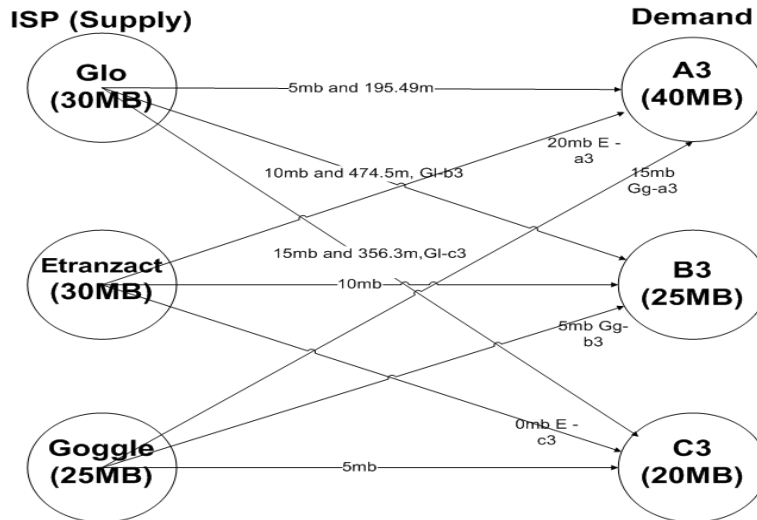 ISP (Supply)
Demand
Glo
(30MB)
5mb and 195.49m
A3
(40MB)
20mb E -
a3
10mb and 474.5m, Gl-b3
15mb
Gg-a3
15mb and 356.3m,Gl-c3
Etranzact
(30MB)
10mb
B3
(25MB)
5mb Gg-
b3
0mb E -
c3
Goggle
(25MB)
5mb
C3
(20MB)